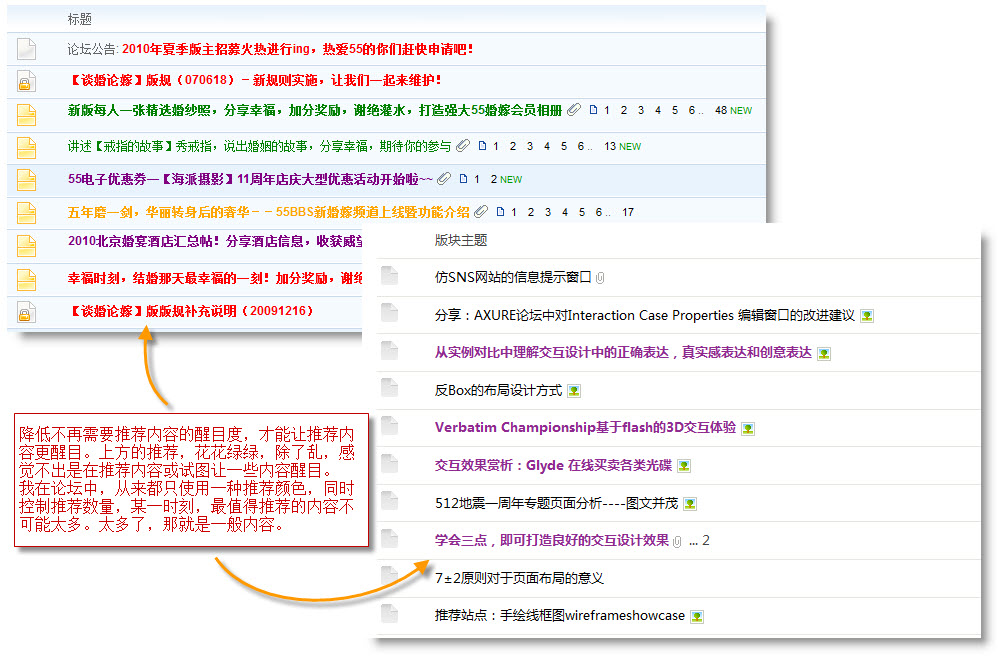 标题
论坛公告: 2010年夏季版主招募火热进行ing，热爱55的你们赶快申请吧！
【谈婚论嫁】版规（070618）－新规则实施，让我们一起来维护！
新版每人一张精选婚纱照，分享幸福，加分奖励，谢绝灌水，打造强大55婚嫁会员相册 1 2 3 4 5 6 .. 48 NEW
讲述【戒指的故事】秀戒指，说出婚姻的故事，分享幸福，期待你的参与 1 2 3 4 5 6 .. 13 NEW
55电子优惠券—【海派摄影】11周年店庆大型优惠活动开始啦~~ 1 2 NEW
五年磨一剑，华丽转身后的奢华－－55BBS新婚嫁频道上线暨功能介绍 1 2 3 4 5 6 .. 17
2010北京婚宴酒店汇总帖！分享酒店信息，收获威望
幸福时刻，结婚那天最幸福的一刻！加分奖励，谢绝
【谈婚论嫁】版版规补充说明（20091216）
版块主题
仿SNS网站的信息提示窗口
分享：AXURE论坛中对Interaction Case Properties 编辑窗口的改进建议
从实例对比中理解交互设计中的正确表达，真实感表达和创意表达
反Box的布局设计方式
Verbatim Championship基于flash的3D交互体验
交互效果赏析：Glyde 在线买卖各类光碟
512地震一周年专题页面分析----图文并茂
学会三点，即可打造良好的交互设计效果 ... 2
7±2原则对于页面布局的意义
推荐站点：手绘线框图wireframeshowcase
降低不再需要推荐内容的醒目度，才能让推荐内
容更醒目。上方的推荐，花花绿绿，除了乱，感
觉不出是在推荐内容或试图让一些内容醒目。
我在论坛中，从来都只使用一种推荐颜色，同时
控制推荐数量，某一时刻，最值得推荐的内容不
可能太多。太多了，那就是一般内容。